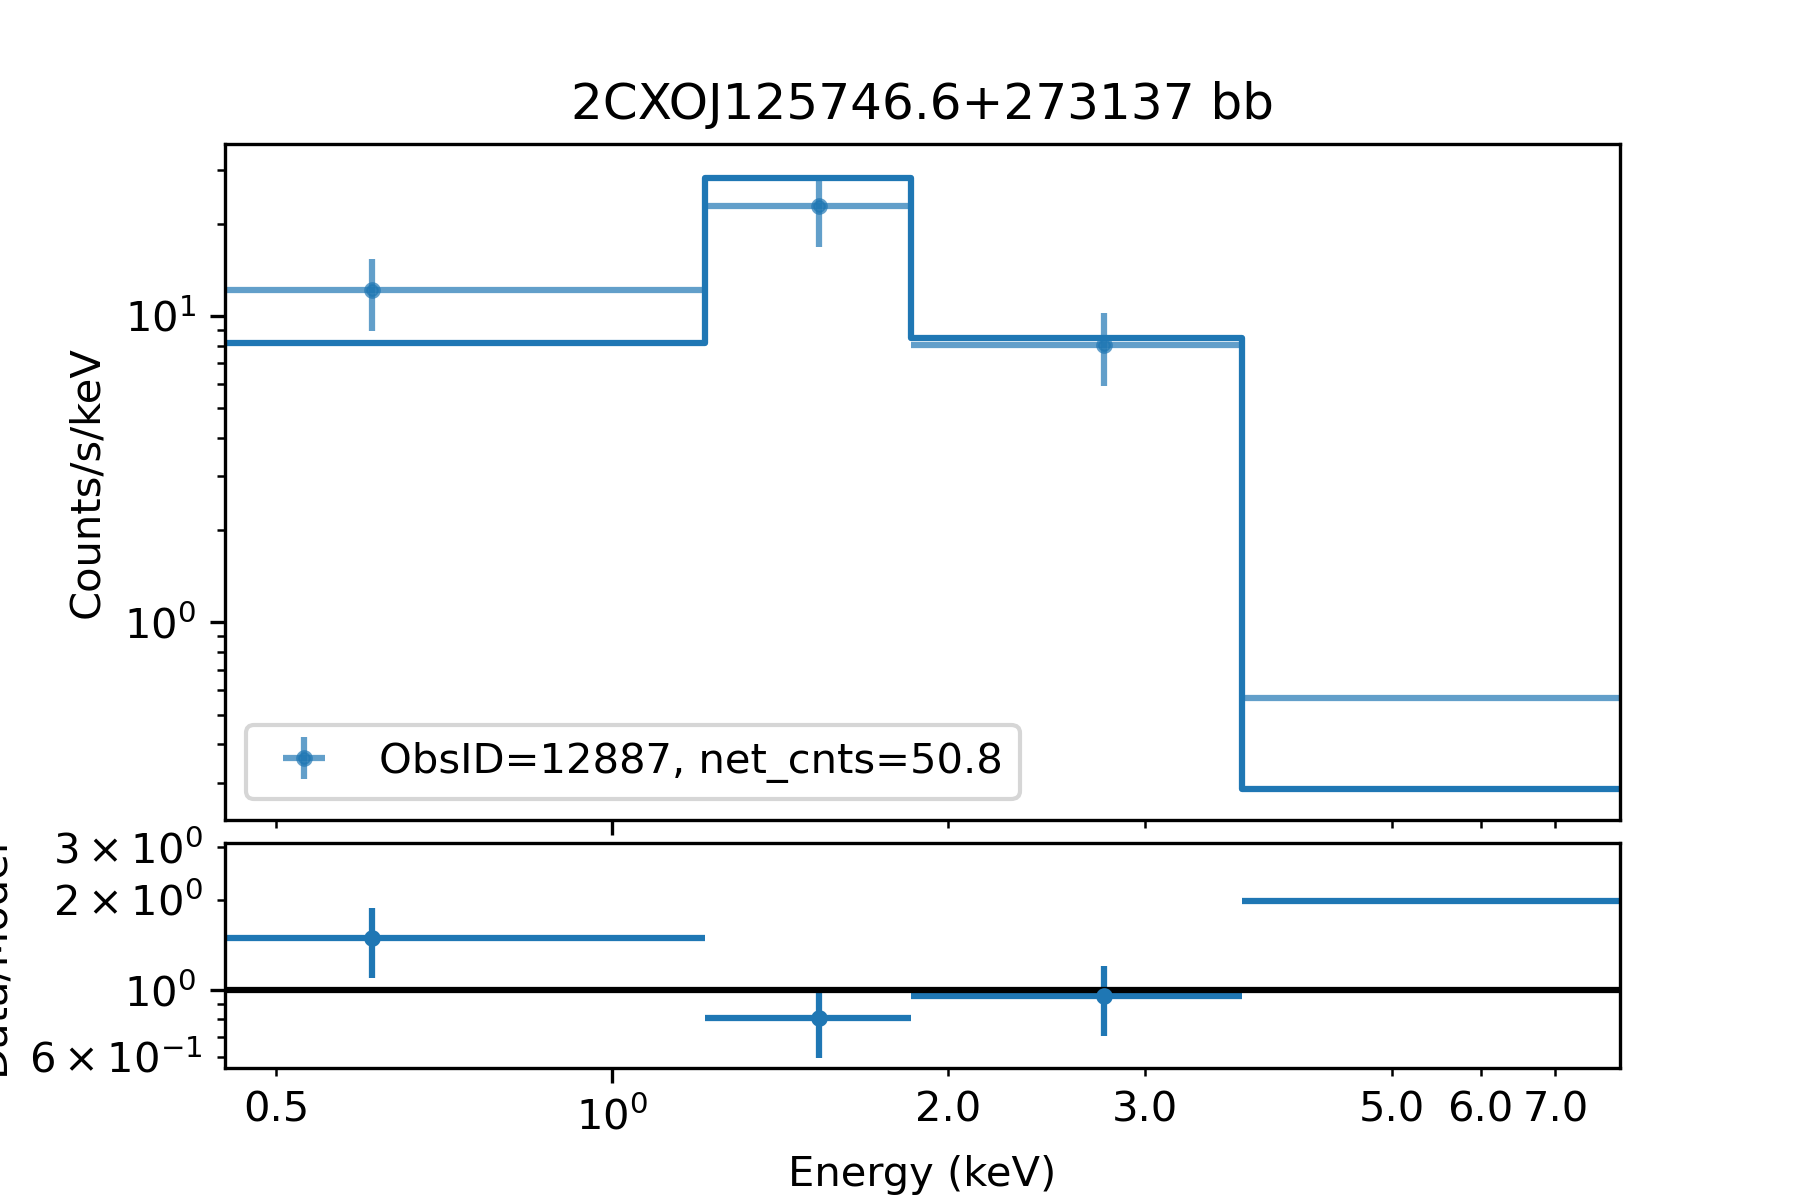 2CXOJ125746.6+273137 bb
Counts/s/keV
10¹
10⁰
ObsID=12887, net_cnts=50.8
3 × 10⁰
2 × 10⁰
10⁰
6 × 10⁻¹
0.5
10⁰
2.0
3.0
5.0
6.0
7.0
Energy (keV)